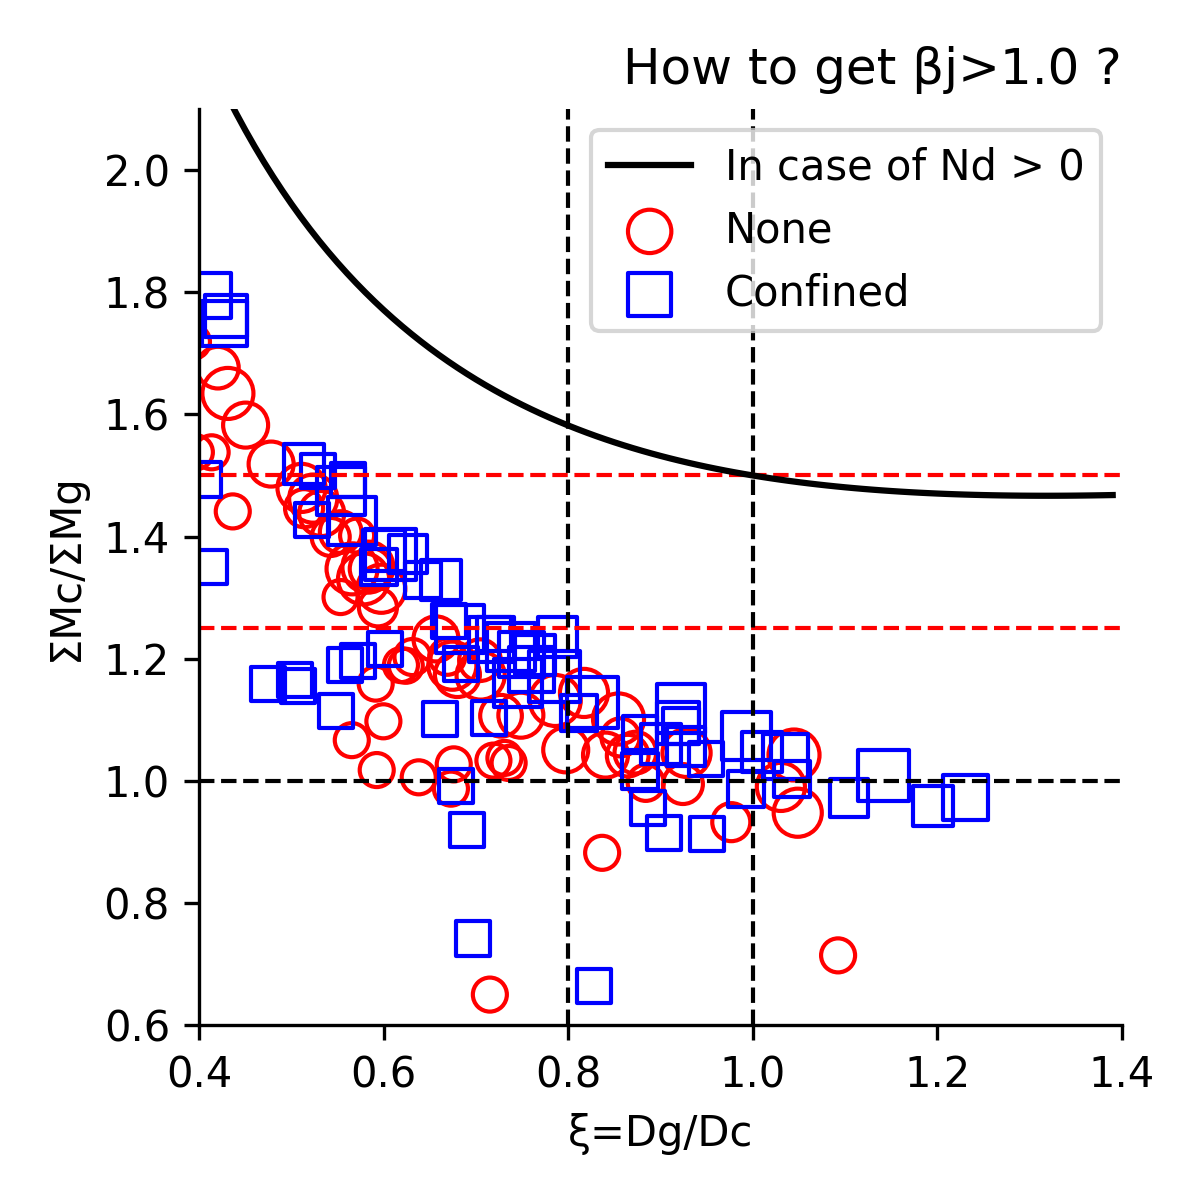 How to get βj>1.0 ?
In case of Nd > 0
None
Confined
2.0
1.8
1.6
1.4
1.2
1.0
0.8
0.6
ΣMc/ΣMg
0.4 0.6 0.8 1.0 1.2 1.4
ξ=Dg/Dc